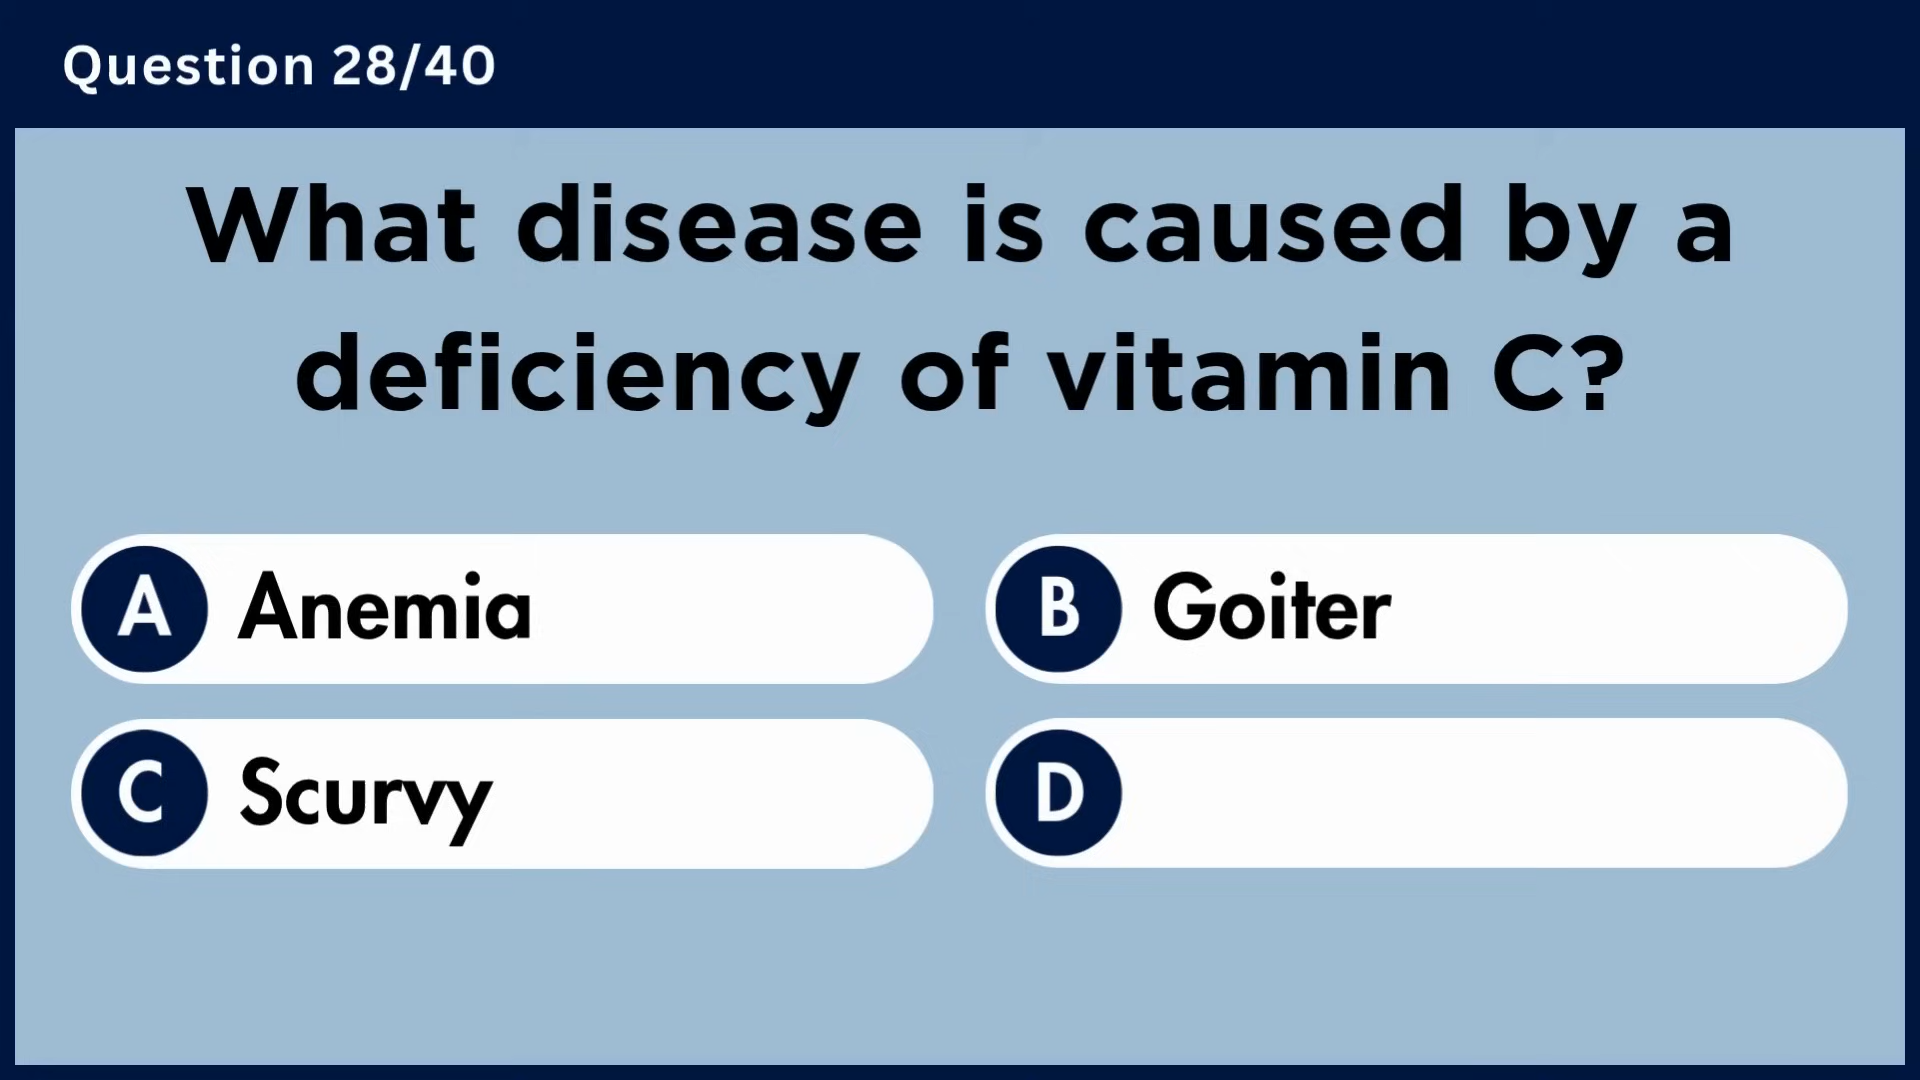 Question 28/40
What disease is caused by a
deficiency of vitamin C?
A Anemia
B Goiter
C Scurvy
D